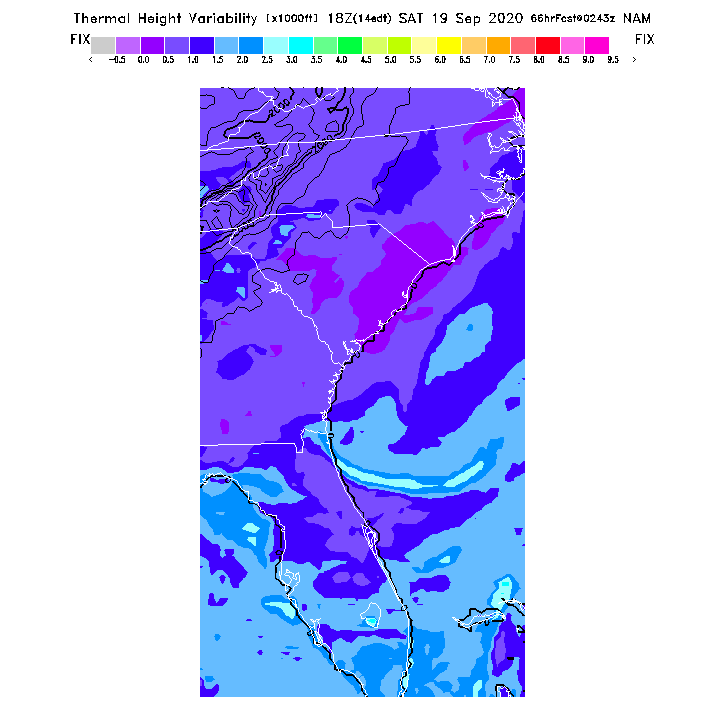 Thermal Height Variability [x1000ft] 18Z(14edt) SAT 19 Sep 2020 66hrFcst@0243z NAM
FIX FIX
< -0.5 0.0 0.5 1.0 1.5 2.0 2.5 3.0 3.5 4.0 4.5 5.0 5.5 6.0 6.5 7.0 7.5 8.0 8.5 9.0 9.5 >
2000